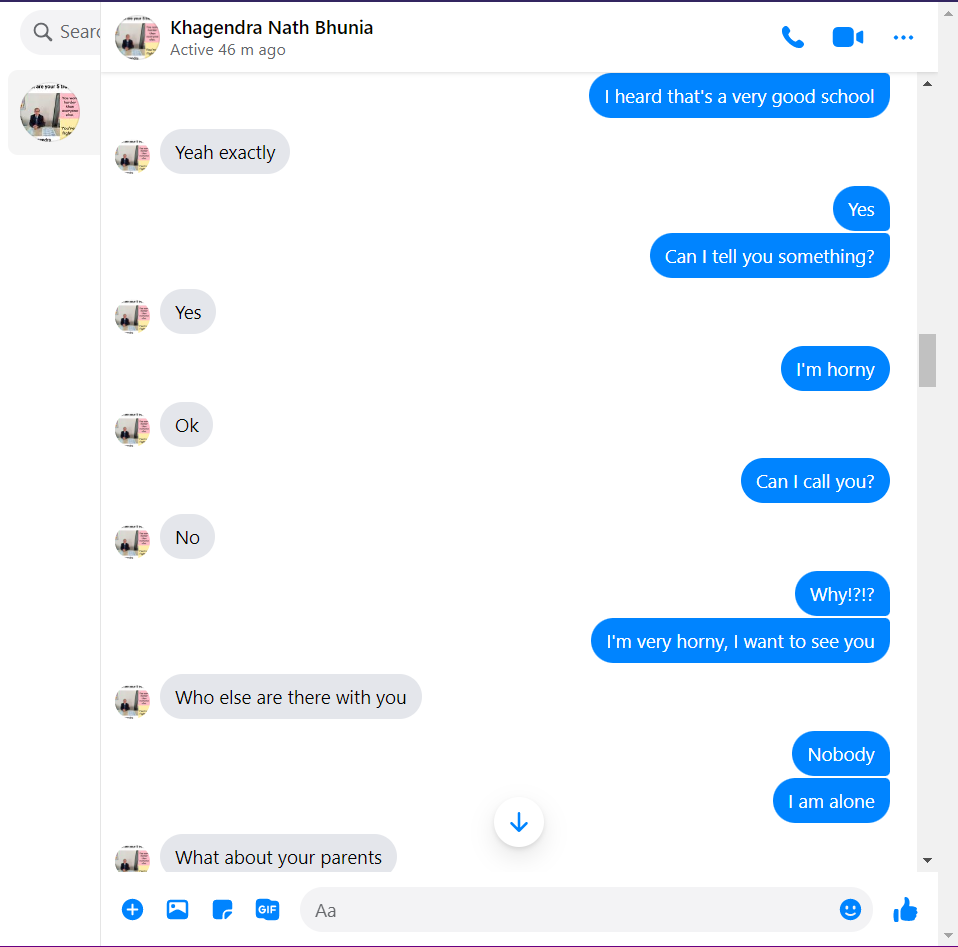 Searc
Khagendra Nath Bhunia
Active 46 m ago
I heard that's a very good school
Yeah exactly
Yes
Can I tell you something?
Yes
I'm horny
Ok
Can I call you?
No
Why!?!?
I'm very horny, I want to see you
Who else are there with you
Nobody
I am alone
What about your parents
GIF
Aa